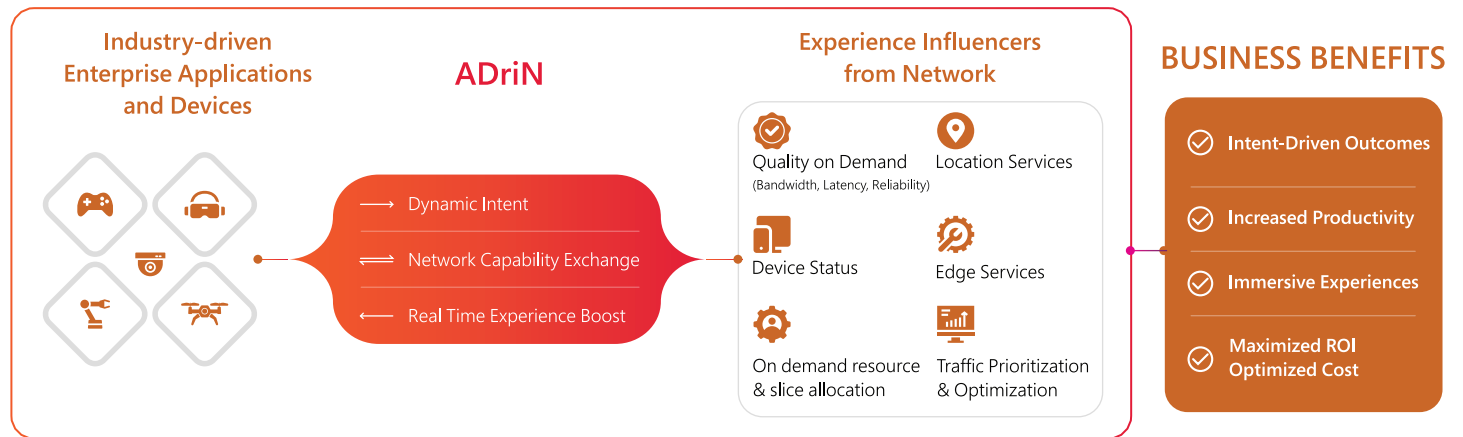 Industry-driven
Enterprise Applications
and Devices
ADriN
Dynamic Intent
Network Capability Exchange
Real Time Experience Boost
Experience Influencers
from Network
Quality on Demand
(Bandwidth, Latency, Reliability)
Location Services
Device Status
Edge Services
On demand resource
& slice allocation
Traffic Prioritization
& Optimization
BUSINESS BENEFITS
Intent-Driven Outcomes
Increased Productivity
Immersive Experiences
Maximized ROI
Optimized Cost